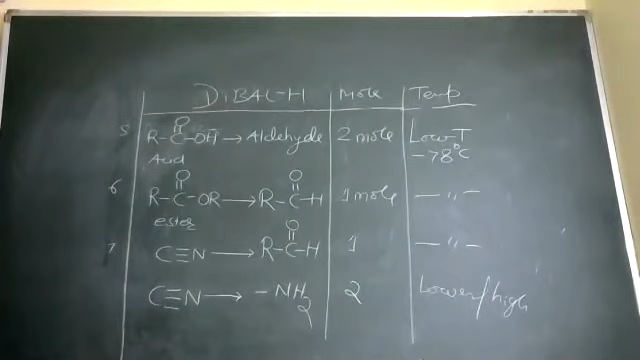 DiBAL-H Mole Temp
5 R-C(=O)-OH → Aldehyde 2 mole Low T
Acid -78°C
6 R-C(=O)-OR → R-C(=O)-H 1 mole -〃-
ester
7 C≡N → R-C(=O)-H 1 -〃-
C≡N → -NH2 2 Lower/high